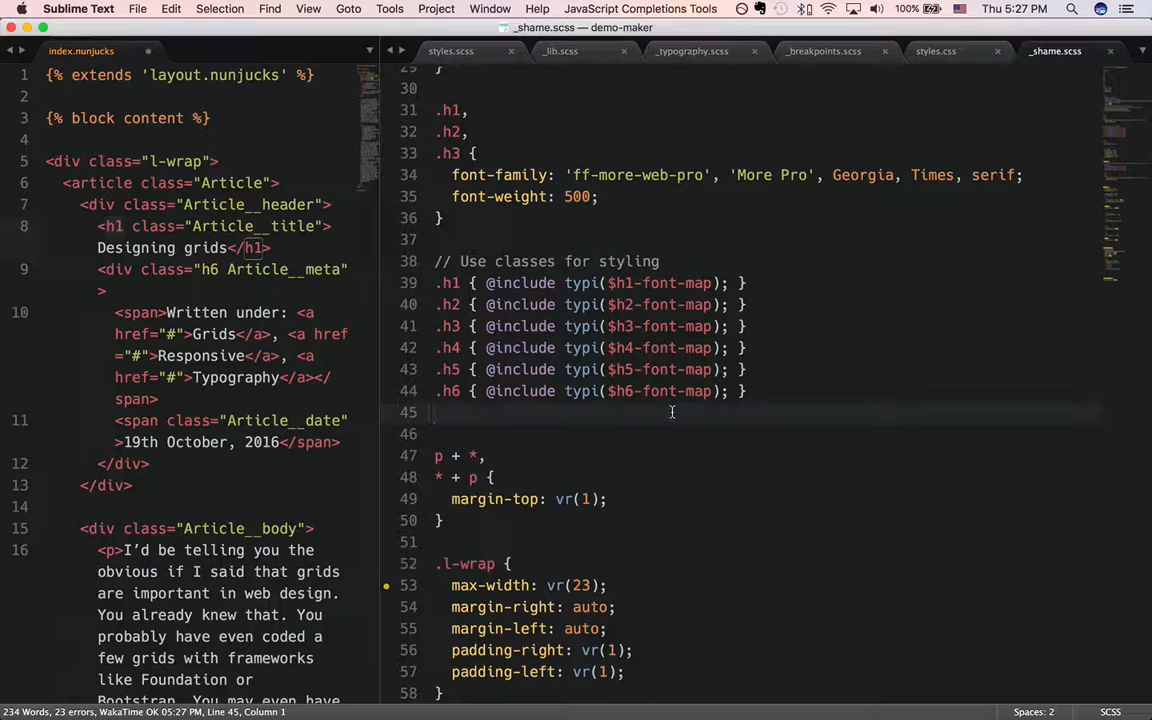 Sublime Text File Edit Selection Find View Goto Tools Project Window Help JavaScript Completions Tools 100% Thu 5:27 PM
_shame.scss — demo-maker
index.nunjucks
styles.scss _lib.scss _typography.scss _breakpoints.scss styles.css _shame.scss
1 {% extends 'layout.nunjucks' %}
2
3 {% block content %}
4
5 <div class="l-wrap">
6 <article class="Article">
7 <div class="Article__header">
8 <h1 class="Article__title">
Designing grids</h1>
9 <div class="h6 Article__meta"
>
10 <span>Written under: <a
href="#">Grids</a>, <a href
="#">Responsive</a>, <a
href="#">Typography</a></
span>
11 <span class="Article__date"
>19th October, 2016</span>
12 </div>
13 </div>
14
15 <div class="Article__body">
16 <p>I’d be telling you the
obvious if I said that grids
are important in web design.
You already knew that. You
probably have even coded a
few grids with frameworks
like Foundation or
Bootstrap. You may even have
29 }
30
31 .h1,
32 .h2,
33 .h3 {
34 font-family: 'ff-more-web-pro', 'More Pro', Georgia, Times, serif;
35 font-weight: 500;
36 }
37
38 // Use classes for styling
39 .h1 { @include typi($h1-font-map); }
40 .h2 { @include typi($h2-font-map); }
41 .h3 { @include typi($h3-font-map); }
42 .h4 { @include typi($h4-font-map); }
43 .h5 { @include typi($h5-font-map); }
44 .h6 { @include typi($h6-font-map); }
45
46
47 p + *,
48 * + p {
49 margin-top: vr(1);
50 }
51
52 .l-wrap {
53 max-width: vr(23);
54 margin-right: auto;
55 margin-left: auto;
56 padding-right: vr(1);
57 padding-left: vr(1);
58 }
234 Words, 23 errors, WakaTime OK 05:27 PM, Line 45, Column 1 Spaces: 2 SCSS